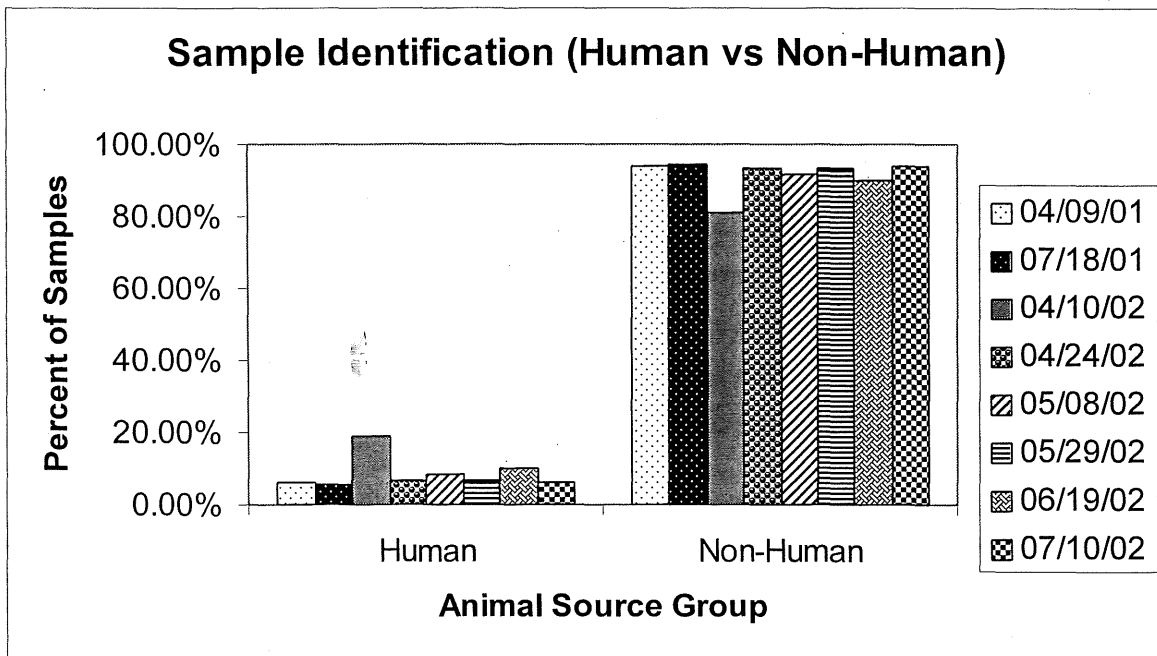 Sample Identification (Human vs Non-Human)
Percent of Samples
100.00%
80.00%
60.00%
40.00%
20.00%
0.00%
Human
Non-Human
Animal Source Group
04/09/01
07/18/01
04/10/02
04/24/02
05/08/02
05/29/02
06/19/02
07/10/02